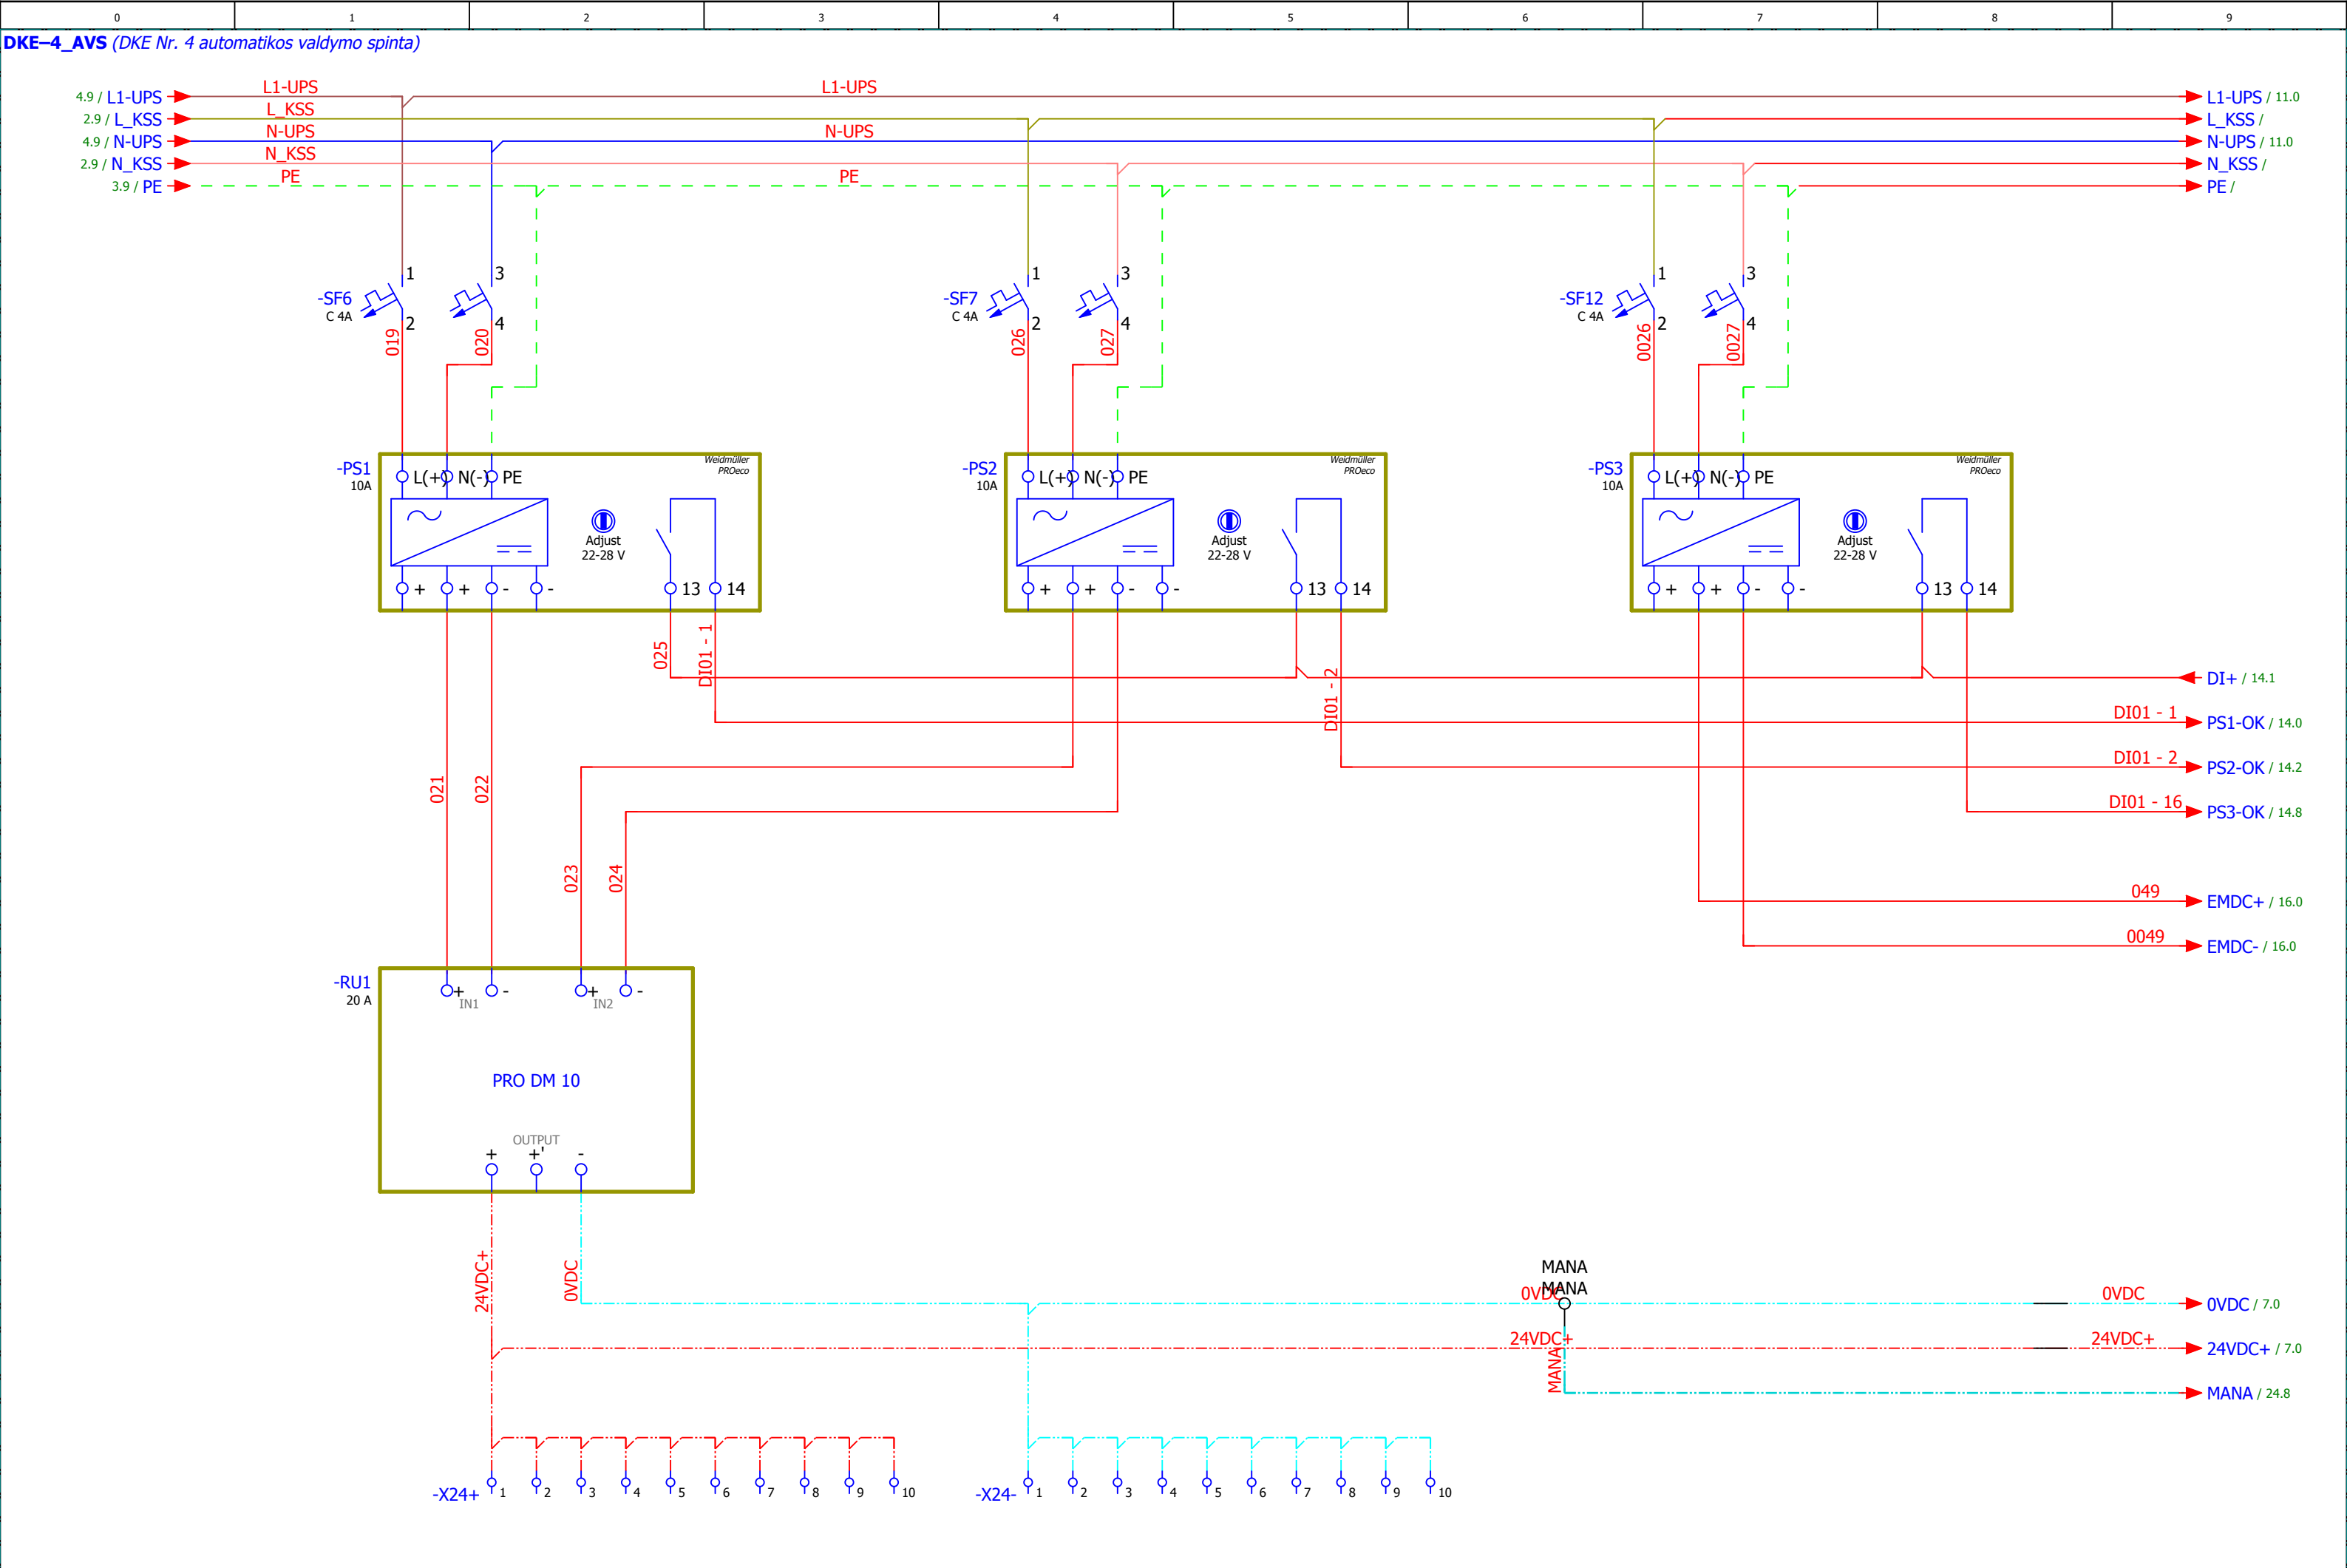 0 1 2 3 4 5 6 7 8 9
DKE–4_AVS (DKE Nr. 4 automatikos valdymo spinta)
4.9 / L1-UPS L1-UPS L1-UPS L1-UPS / 11.0
2.9 / L_KSS L_KSS L_KSS /
4.9 / N-UPS N-UPS N-UPS N-UPS / 11.0
2.9 / N_KSS N_KSS N_KSS /
3.9 / PE PE PE PE /
1 3 1 3 1 3
-SF6 -SF7 -SF12
C 4A C 4A C 4A
2 4 2 4 2 4
019 020 026 027 0026 0027
Weidmüller Weidmüller Weidmüller
PROeco PROeco PROeco
-PS1 L(+) N(-) PE -PS2 L(+) N(-) PE -PS3 L(+) N(-) PE
10A 10A 10A
Adjust Adjust Adjust
22-28 V 22-28 V 22-28 V
+ + - - 13 14 + + - - 13 14 + + - - 13 14
025 DI01 - 1 DI01 - 2
DI+ / 14.1
DI01 - 1 PS1-OK / 14.0
DI01 - 2 PS2-OK / 14.2
021 022
DI01 - 16 PS3-OK / 14.8
023 024
049 EMDC+ / 16.0
0049 EMDC- / 16.0
-RU1
20 A
+ - + -
IN1 IN2
PRO DM 10
OUTPUT
+ +' -
24VDC+ 0VDC
MANA
MANA
0VDC 0VDC 0VDC / 7.0
24VDC+ 24VDC+ 24VDC+ / 7.0
MANA MANA / 24.8
-X24+ 1 2 3 4 5 6 7 8 9 10 -X24- 1 2 3 4 5 6 7 8 9 10